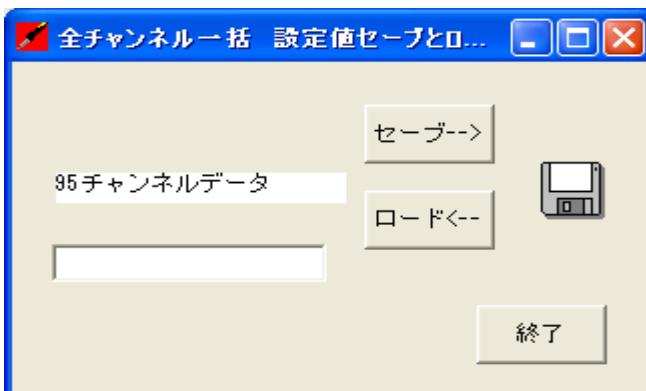 全チャンネル一括 設定値セーブとロ...
セーブ-->
95チャンネルデータ
ロード<--
終了